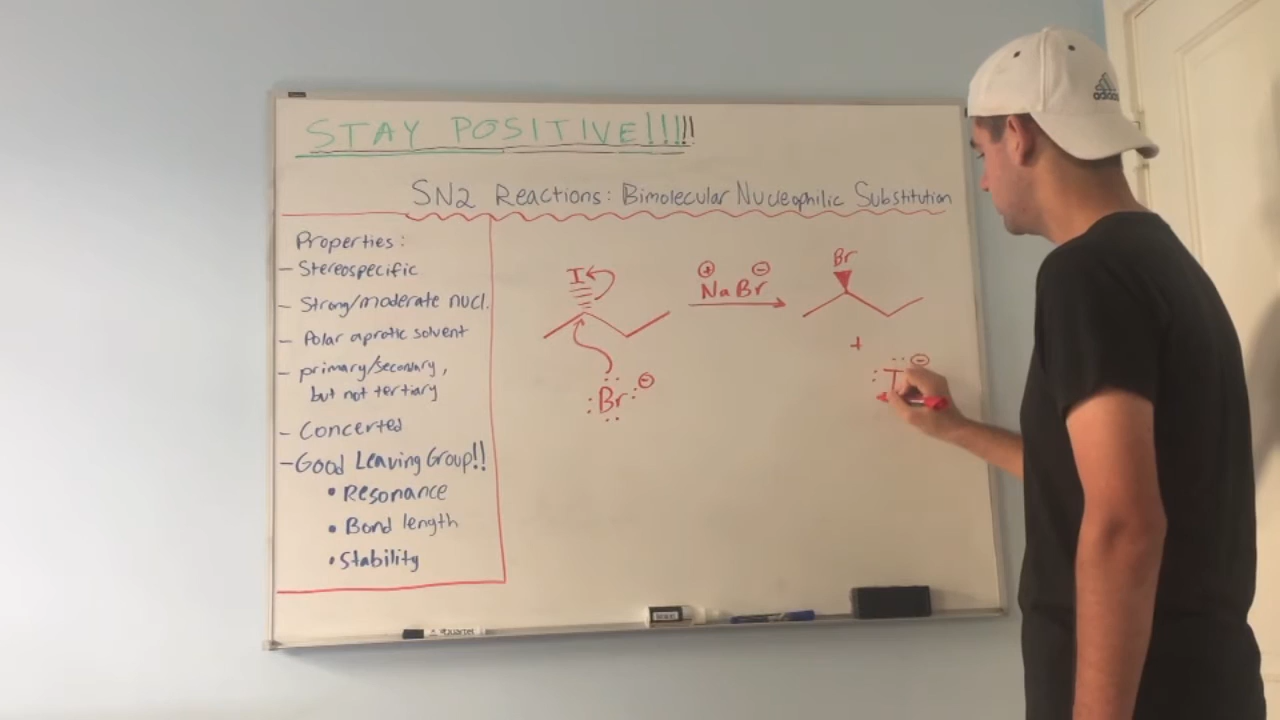 STAY POSITIVE!!!!!
SN2 Reactions: Bimolecular Nucleophilic Substitution
Properties:
- Stereospecific
- Strong/moderate nucl.
- Polar aprotic solvent
- primary/secondary,
but not tertiary
- Concerted
- Good Leaving Group!!
• Resonance
• Bond length
• Stability
I
⊕ ⊖
NaBr
Br
:Br: ⊖
+
:I ⊖
adidas